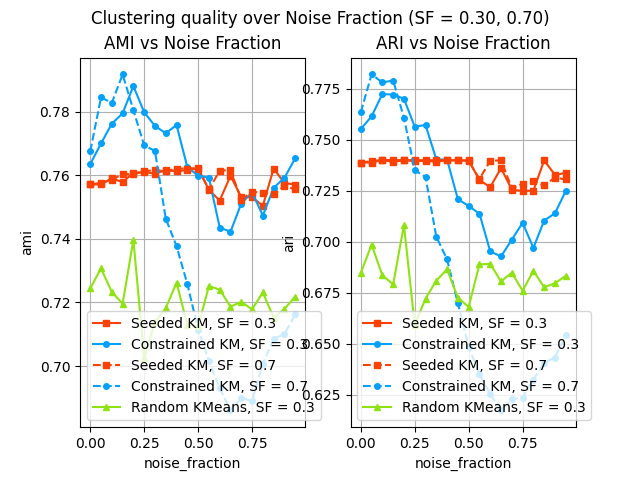 Clustering quality over Noise Fraction (SF = 0.30, 0.70)
AMI vs Noise Fraction
0.78
0.76
0.74
0.72
0.70
ami
Seeded KM, SF = 0.3
Constrained KM, SF = 0.3
Seeded KM, SF = 0.7
Constrained KM, SF = 0.7
Random KMeans, SF = 0.3
0.00 0.25 0.50 0.75
noise_fraction
ARI vs Noise Fraction
0.775
0.750
0.725
0.700
0.675
0.650
0.625
ari
Seeded KM, SF = 0.3
Constrained KM, SF = 0.3
Seeded KM, SF = 0.7
Constrained KM, SF = 0.7
Random KMeans, SF = 0.3
0.00 0.25 0.50 0.75
noise_fraction